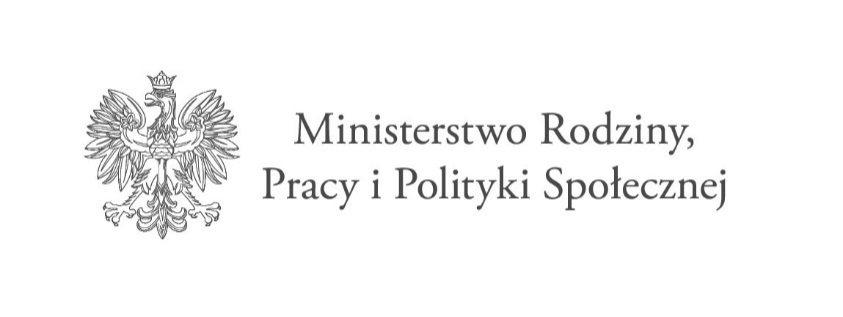 Ministerstwo Rodziny,
Pracy i Polityki Społecznej